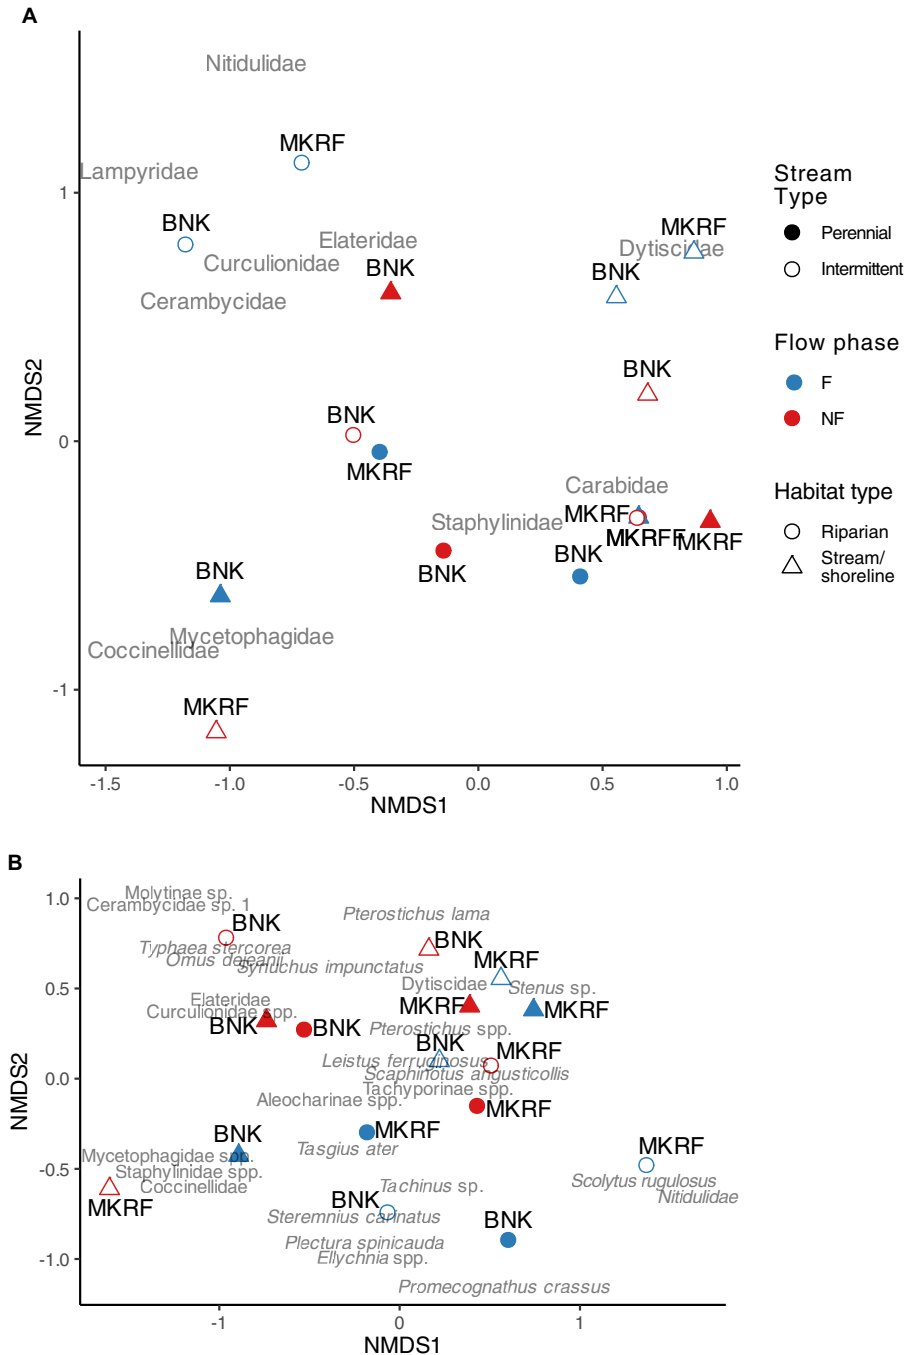 A
Nitidulidae
MKRF
Lampyridae
1
BNK
MKRF
Elateridae
Dytiscidae
Curculionidae
BNK
BNK
Cerambycidae
BNK
NMDS2
BNK
0
MKRF
Carabidae
MKRF
Staphylinidae
MKRFF
MKRF
BNK
BNK
BNK
Mycetophagidae
Coccinellidae
-1
MKRF
-1.5
-1.0
-0.5
0.0
0.5
1.0
NMDS1
Stream
Type
Perennial
Intermittent
Flow phase
F
NF
Habitat type
Riparian
Stream/
shoreline
B
1.0
Molytinae sp.
Cerambycidae sp. 1
BNK
Pterostichus lama
BNK
Typhaea stercorea
Omus dejeanii
Synuchus impunctatus
MKRF
0.5
Dytiscidae
Stenus sp.
Elateridae
MKRF
MKRF
Curculionidae spp.
BNK
BNK
Pterostichus spp.
BNK
MKRF
NMDS2
0.0
Leistus ferruginosus
Scaphinotus angusticollis
Tachyporinae spp.
Aleocharinae spp.
MKRF
BNK
MKRF
Tasgius ater
MKRF
Mycetophagidae spp.
-0.5
Staphylinidae spp.
Scolytus rugulosus
Coccinellidae
Tachinus sp.
Nitidulidae
MKRF
BNK
Steremnius carinatus
BNK
Plectura spinicauda
-1.0
Ellychnia spp.
Promecognathus crassus
-1
0
1
NMDS1